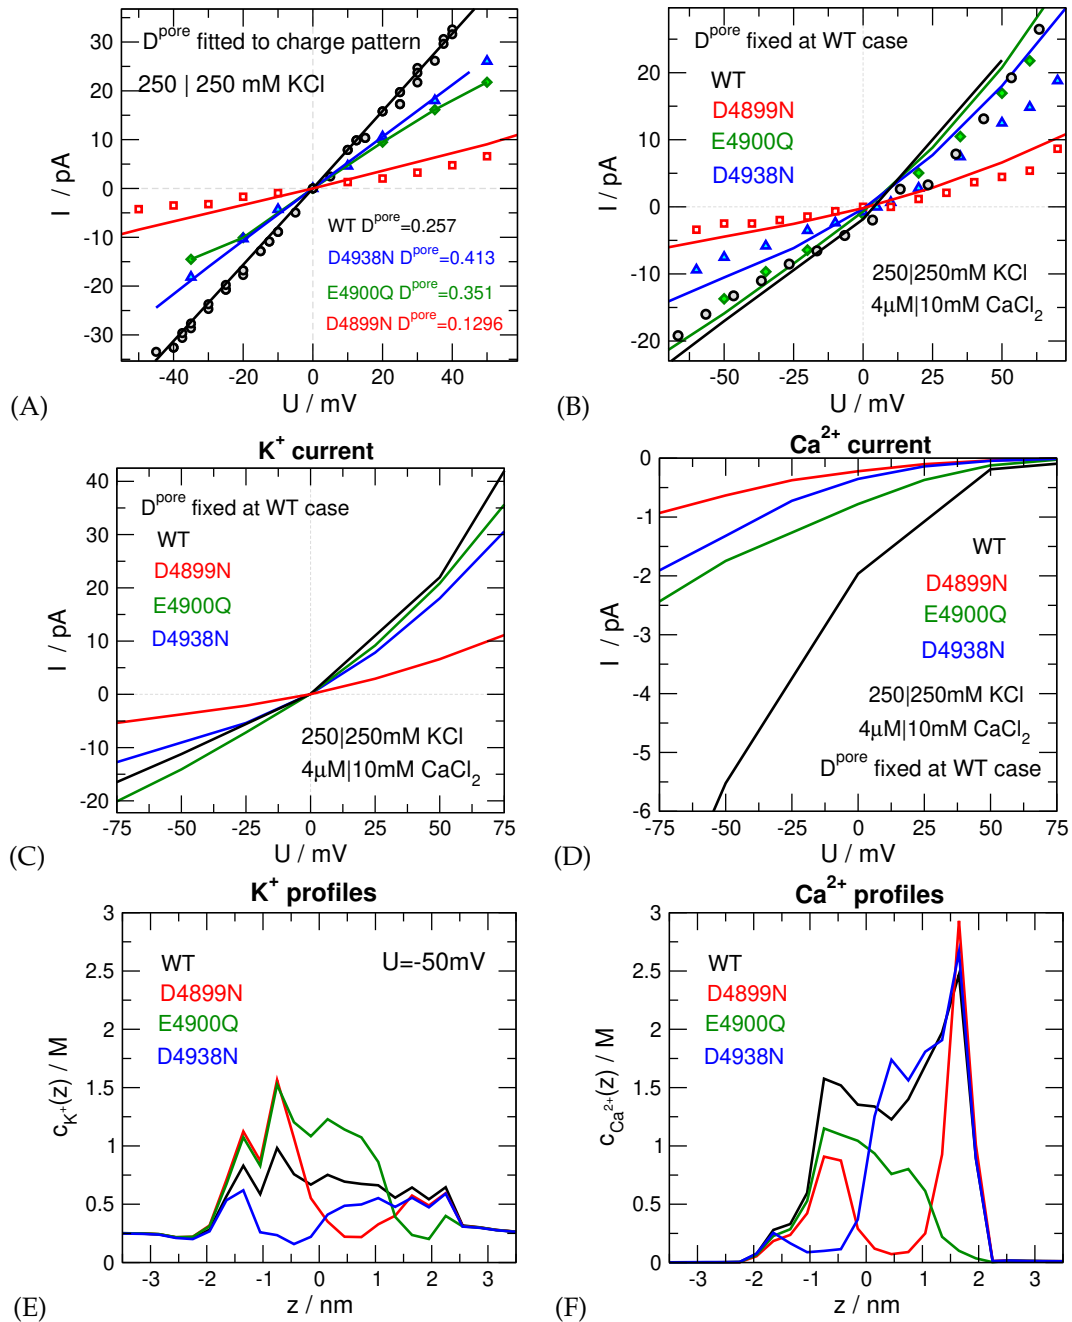 D^pore fitted to charge pattern
250 | 250 mM KCl
WT D^pore=0.257
D4938N D^pore=0.413
E4900Q D^pore=0.351
D4899N D^pore=0.1296
30
20
10
0
-10
-20
-30
I / pA
-40 -20 0 20 40
U / mV
(A)
D^pore fixed at WT case
WT
D4899N
E4900Q
D4938N
250|250mM KCl
4μM|10mM CaCl₂
20
10
0
-10
-20
I / pA
-50 -25 0 25 50
U / mV
(B)
K⁺ current
D^pore fixed at WT case
WT
D4899N
E4900Q
D4938N
250|250mM KCl
4μM|10mM CaCl₂
40
30
20
10
0
-10
-20
I / pA
-75 -50 -25 0 25 50 75
U / mV
(C)
Ca²⁺ current
WT
D4899N
E4900Q
D4938N
250|250mM KCl
4μM|10mM CaCl₂
D^pore fixed at WT case
0
-1
-2
-3
-4
-5
-6
I / pA
-75 -50 -25 0 25 50 75
U / mV
(D)
K⁺ profiles
WT
D4899N
E4900Q
D4938N
U=-50mV
3
2.5
2
1.5
1
0.5
0
c_K⁺(z) / M
-3 -2 -1 0 1 2 3
z / nm
(E)
Ca²⁺ profiles
WT
D4899N
E4900Q
D4938N
3
2.5
2
1.5
1
0.5
0
c_Ca²⁺(z) / M
-3 -2 -1 0 1 2 3
z / nm
(F)